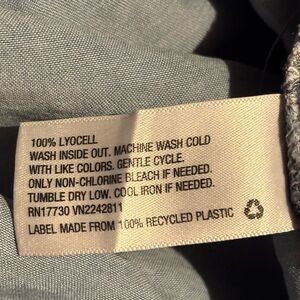 100% LYOCELL
WASH INSIDE OUT. MACHINE WASH COLD
WITH LIKE COLORS. GENTLE CYCLE.
ONLY NON-CHLORINE BLEACH IF NEEDED.
TUMBLE DRY LOW. COOL IRON IF NEEDED.
RN17730 VN2242811
LABEL MADE FROM 100% RECYCLED PLASTIC